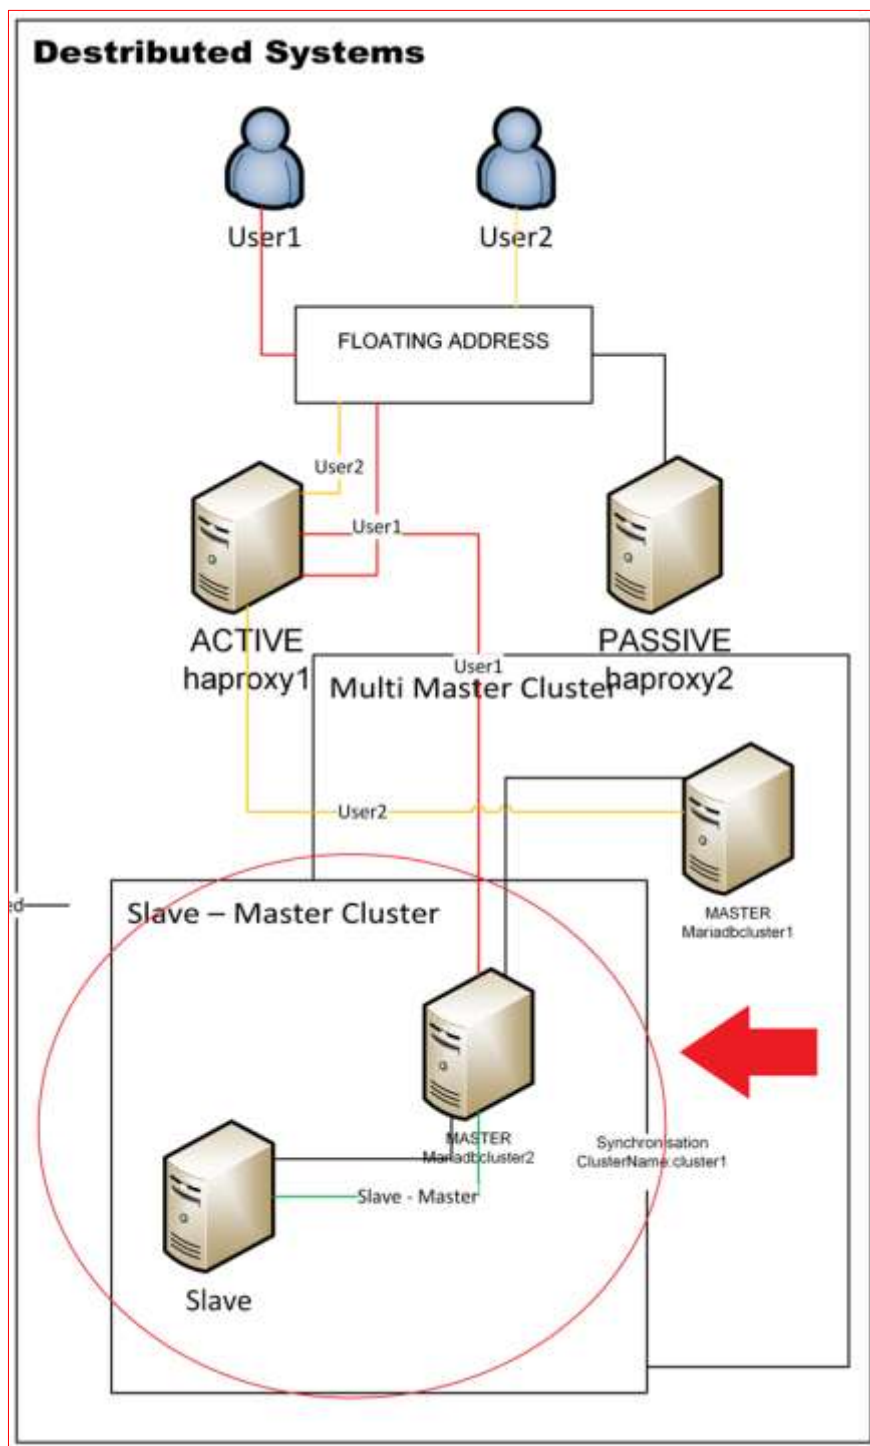 Destributed Systems
User1
User2
FLOATING ADDRESS
User2
User1
ACTIVE
haproxy1
PASSIVE
haproxy2
User1
Multi Master Cluster
User2
MASTER
Mariadbcluster1
ed
Slave – Master Cluster
MASTER
Mariadbcluster2
Synchronisation
ClusterName:cluster1
Slave - Master
Slave